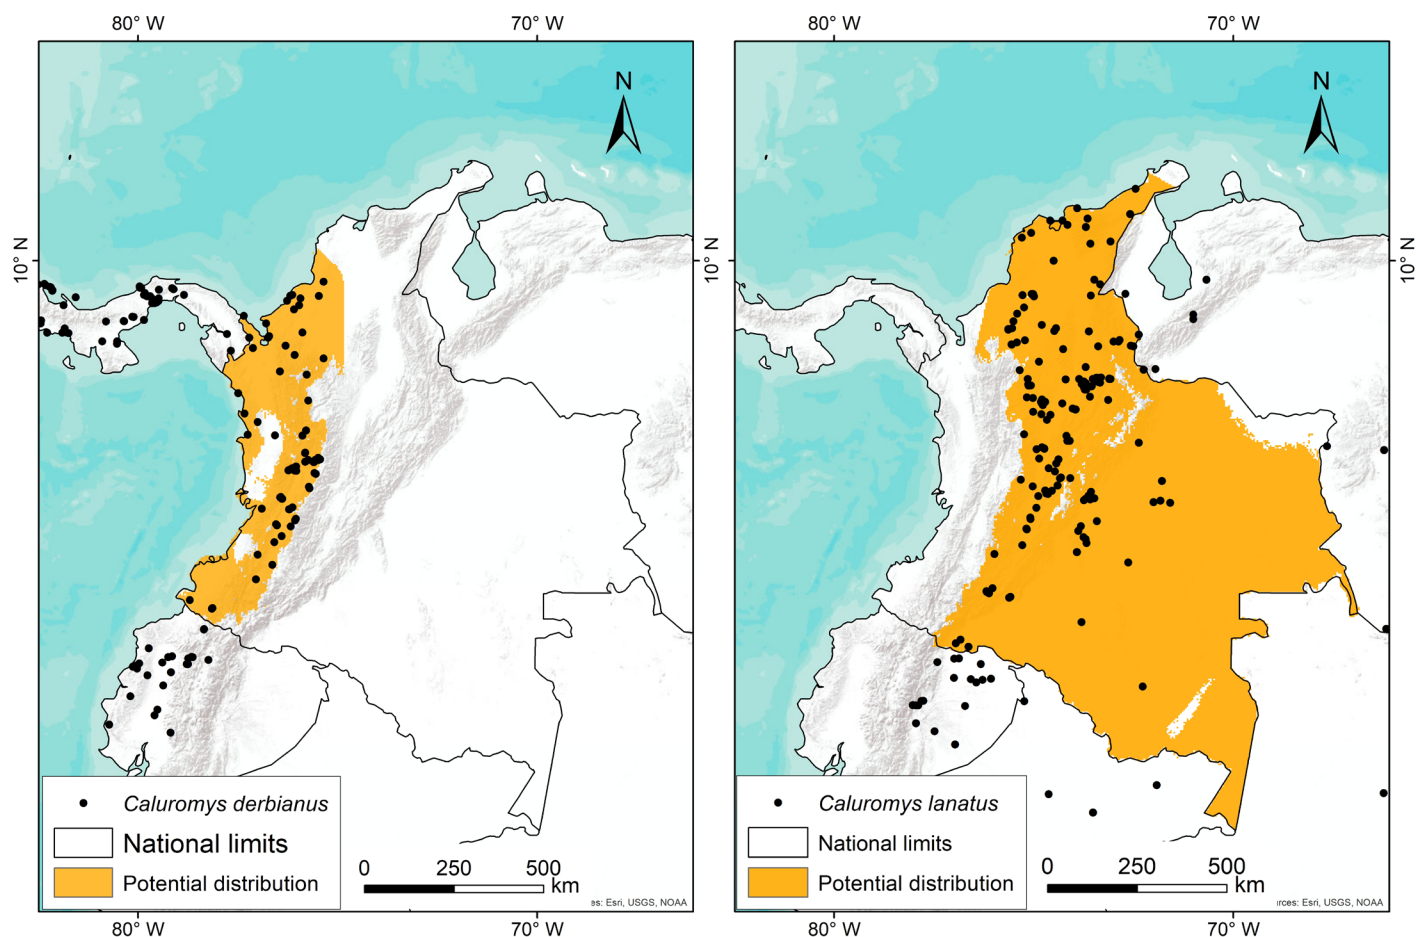 80° W
70° W
80° W
70° W
N
N
10° N
10° N
10° N
Caluromys derbianus
National limits
Potential distribution
0
250
500
km
es: Esri, USGS, NOAA
Caluromys lanatus
National limits
Potential distribution
0
250
500
km
rces: Esri, USGS, NOAA
80° W
70° W
80° W
70° W